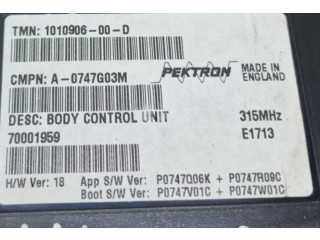 TMN: 1010906-00-D
CMPN: A-0747G03M
PEKTRON
MADE IN
ENGLAND
DESC: BODY CONTROL UNIT
315MHz
70001959
E1713
H/W Ver: 18 App S/W Ver: P0747Q06K + P0747R09C
Boot S/W Ver: P0747V01C + P0747W01C